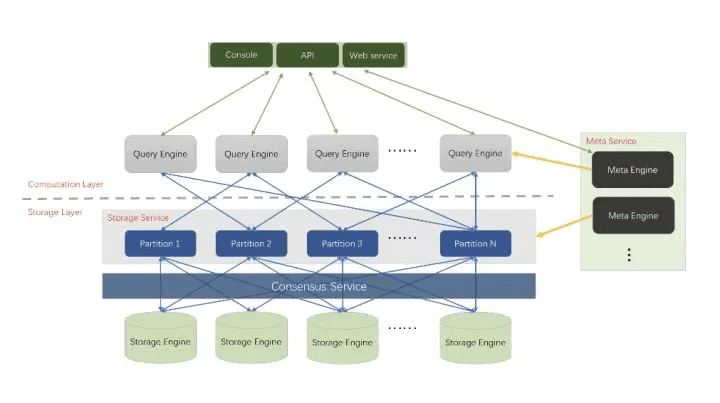 Console
API
Web service
Meta Service
Query Engine
Query Engine
Query Engine
······
Query Engine
Meta Engine
Computation Layer
Storage Layer
Storage Service
Meta Engine
Partition 1
Partition 2
Partition 3
······
Partition N
Consensus Service
Storage Engine
Storage Engine
Storage Engine
······
Storage Engine